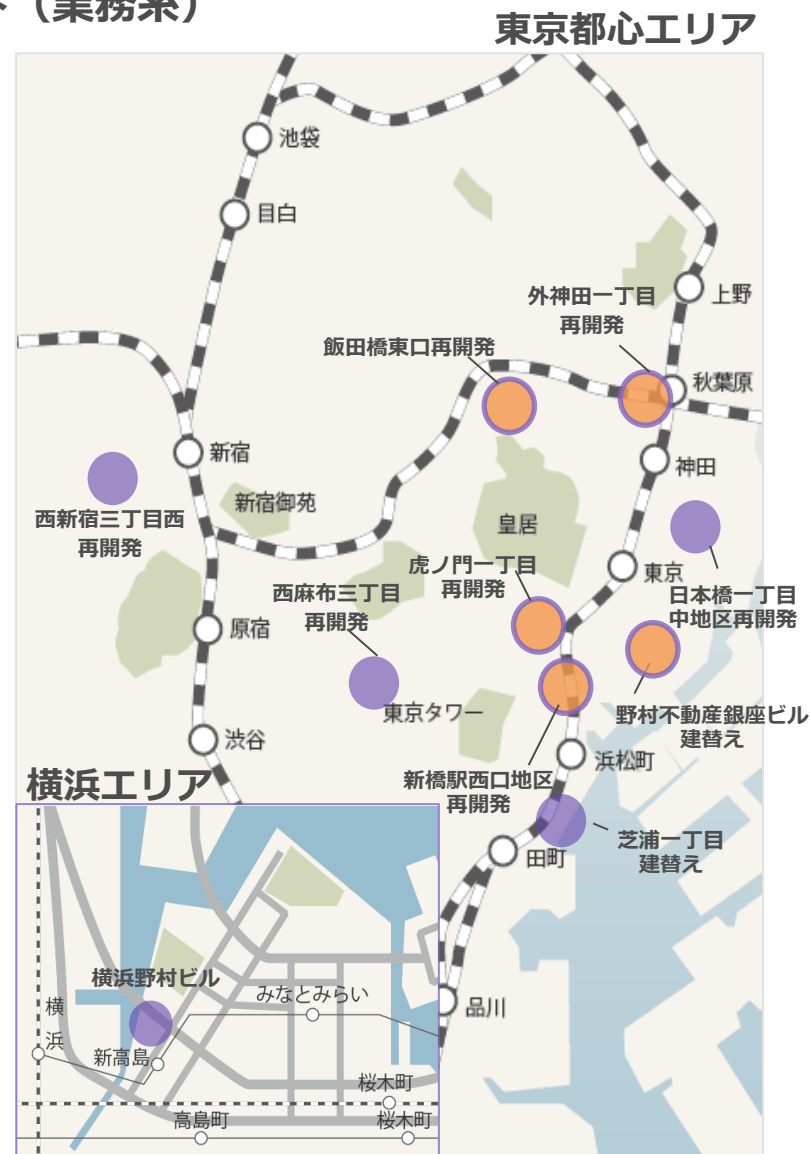 （業務系）
東京都心エリア
池袋
目白
上野
外神田一丁目
再開発
飯田橋東口再開発
秋葉原
新宿
神田
西新宿三丁目西
再開発
新宿御苑
皇居
虎ノ門一丁目
再開発
東京
西麻布三丁目
再開発
日本橋一丁目
中地区再開発
原宿
東京タワー
野村不動産銀座ビル
建替え
渋谷
浜松町
新橋駅西口地区
再開発
横浜エリア
芝浦一丁目
建替え
田町
横浜野村ビル
みなとみらい
横
浜
品川
新高島
桜木町
高島町
桜木町